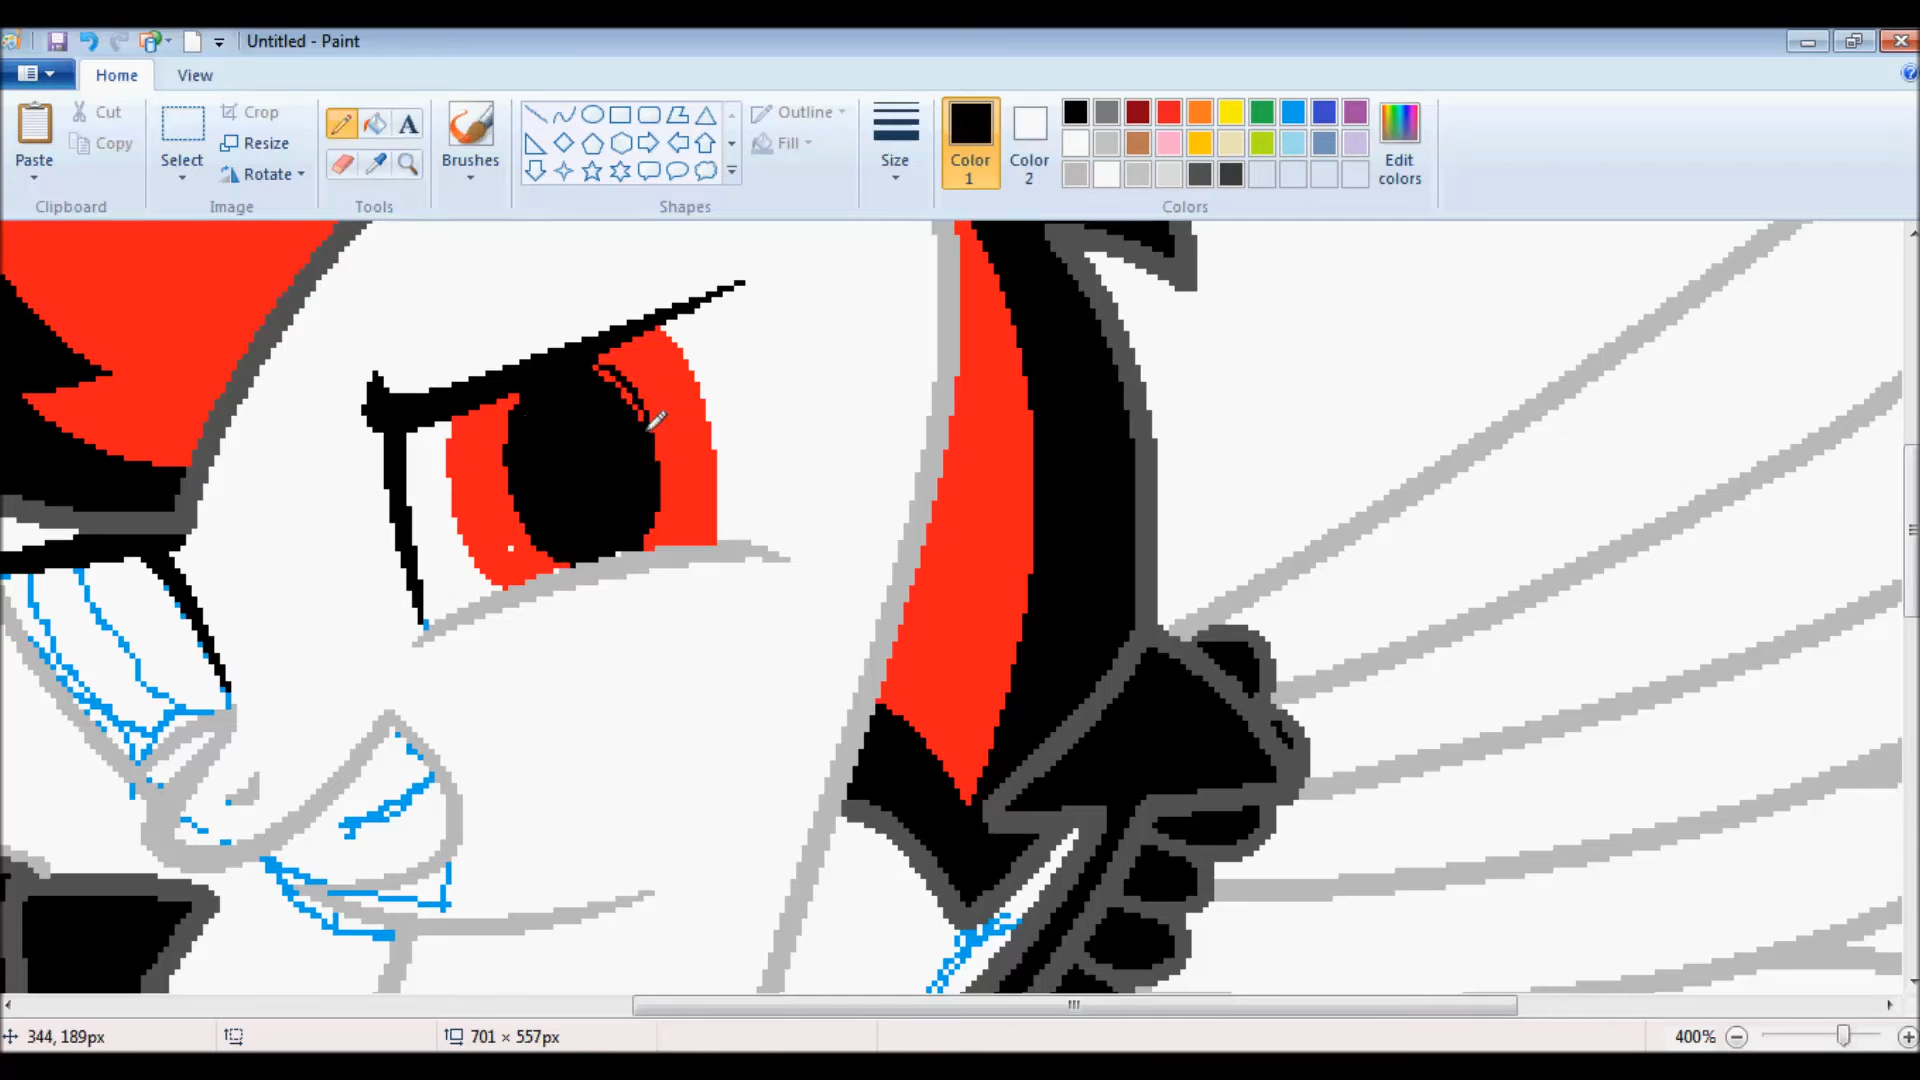 Untitled - Paint
Home View
Paste
Cut
Copy
Clipboard
Select
Crop
Resize
Rotate
Image
A
Tools
Brushes
Outline
Fill
Shapes
Size
Color 1
Color 2
Edit colors
Colors
344, 189px
701 × 557px
400%